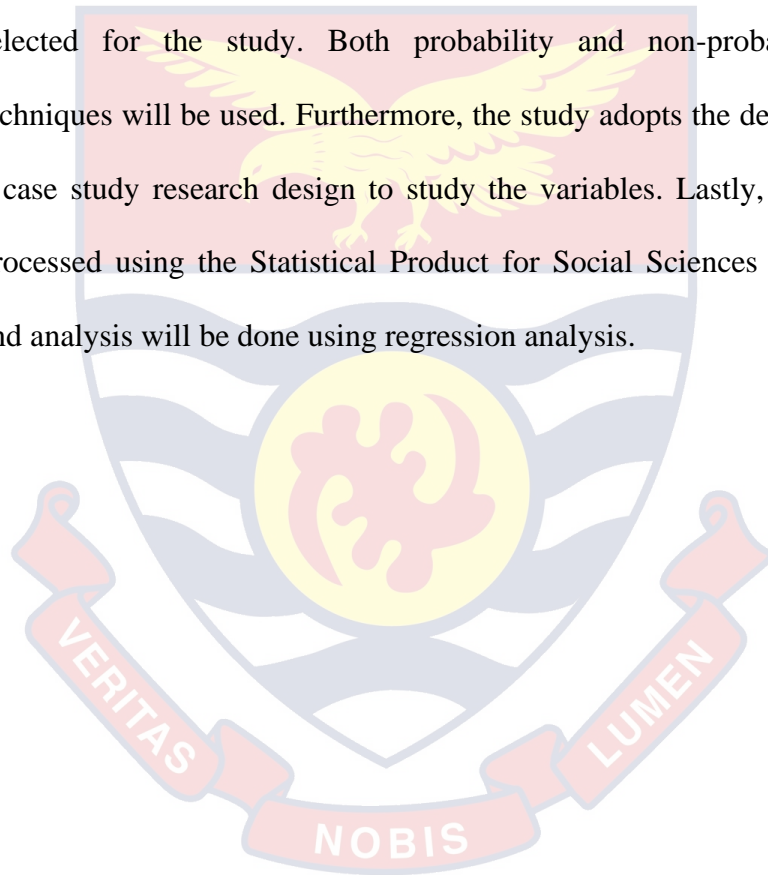 elected for the study. Both probability and non-proba
chniques will be used. Furthermore, the study adopts the de
case study research design to study the variables. Lastly,
rocessed using the Statistical Product for Social Sciences
nd analysis will be done using regression analysis.
VERITAS
NOBIS
LUMEN